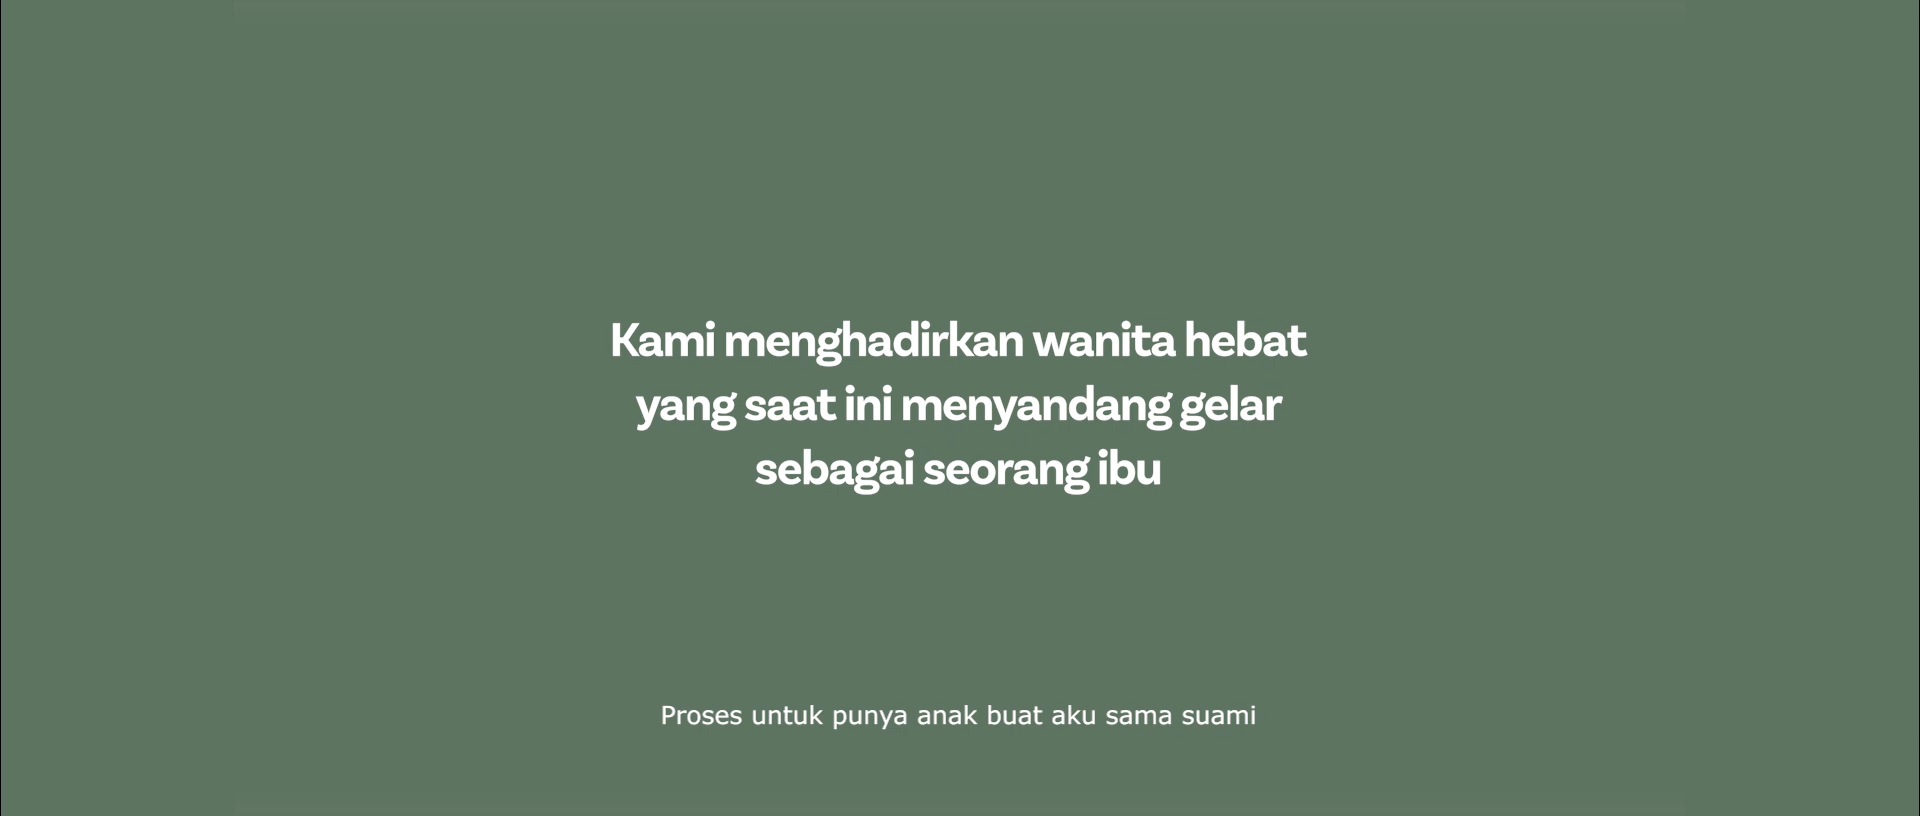 Kami menghadirkan wanita hebat
yang saat ini menyandang gelar
sebagai seorang ibu
Proses untuk punya anak buat aku sama suami